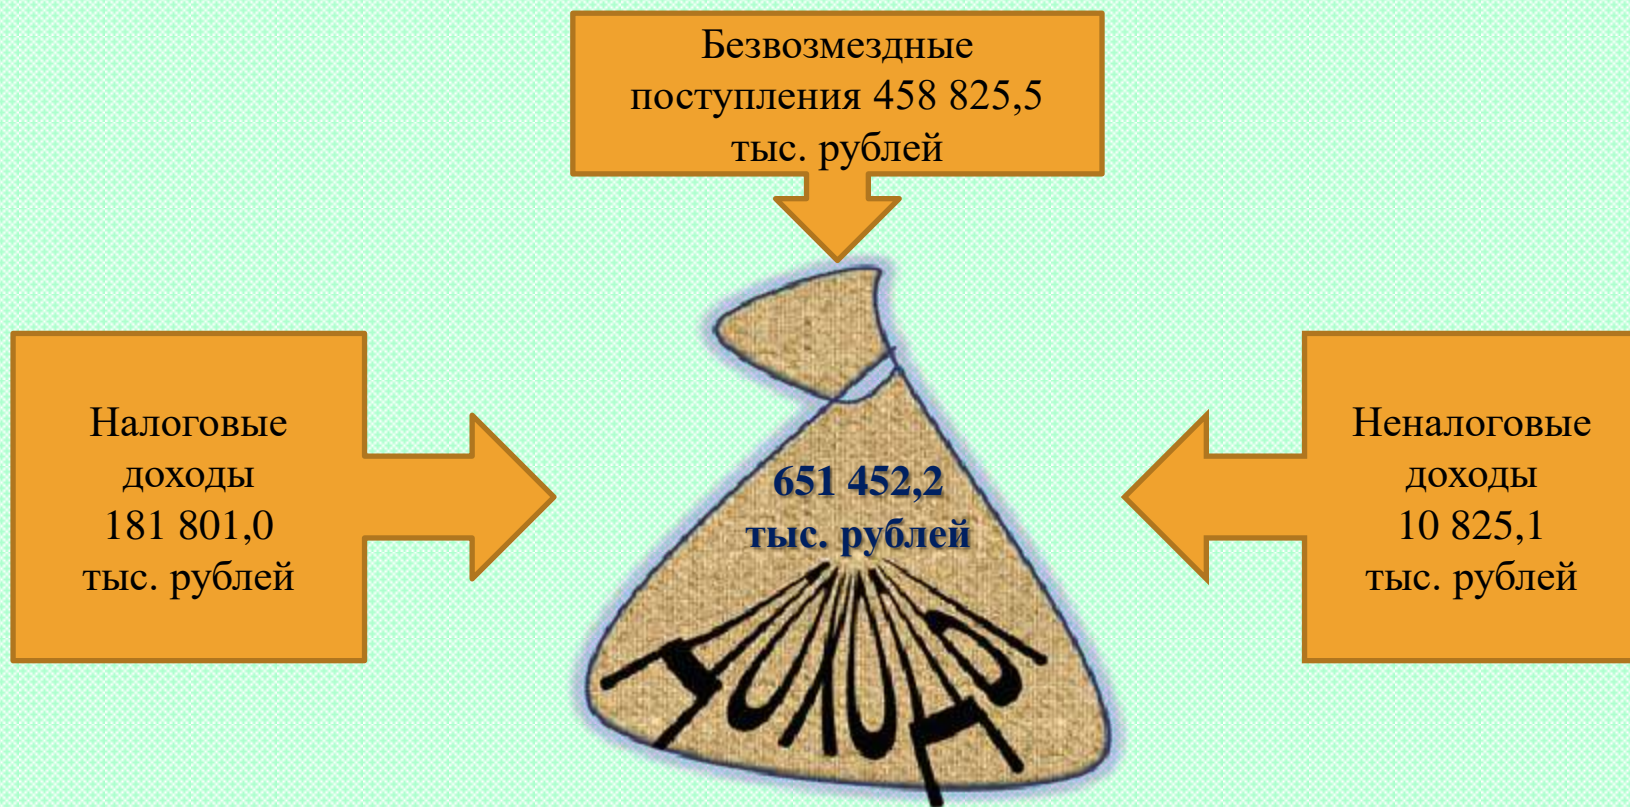 Безвозмездные
поступления 458 825,5
тыс. рублей
Налоговые
доходы
181 801,0
тыс. рублей
651 452,2
тыс. рублей
ДОХОДЫ
Неналоговые
доходы
10 825,1
тыс. рублей